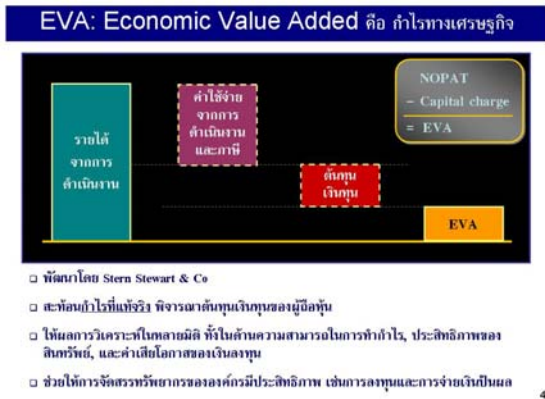 EVA: Economic Value Added คือ กำไรทางเศรษฐกิจ
รายได้
จากการ
ดำเนินงาน
ค่าใช้จ่าย
จากการ
ดำเนินงาน
และภาษี
ต้นทุน
เงินทุน
EVA
NOPAT
– Capital charge
= EVA
พัฒนาโดย Stern Stewart & Co
สะท้อนกำไรที่แท้จริง พิจารณาต้นทุนเงินทุนของผู้ถือหุ้น
ให้ผลการวิเคราะห์ในหลายมิติ ทั้งในด้านความสามารถในการทำกำไร, ประสิทธิภาพของ
สินทรัพย์, และค่าเสียโอกาสของเงินลงทุน
ช่วยให้การจัดสรรทรัพยากรขององค์กรมีประสิทธิภาพ เช่นการลงทุนและการจ่ายเงินปันผล
4